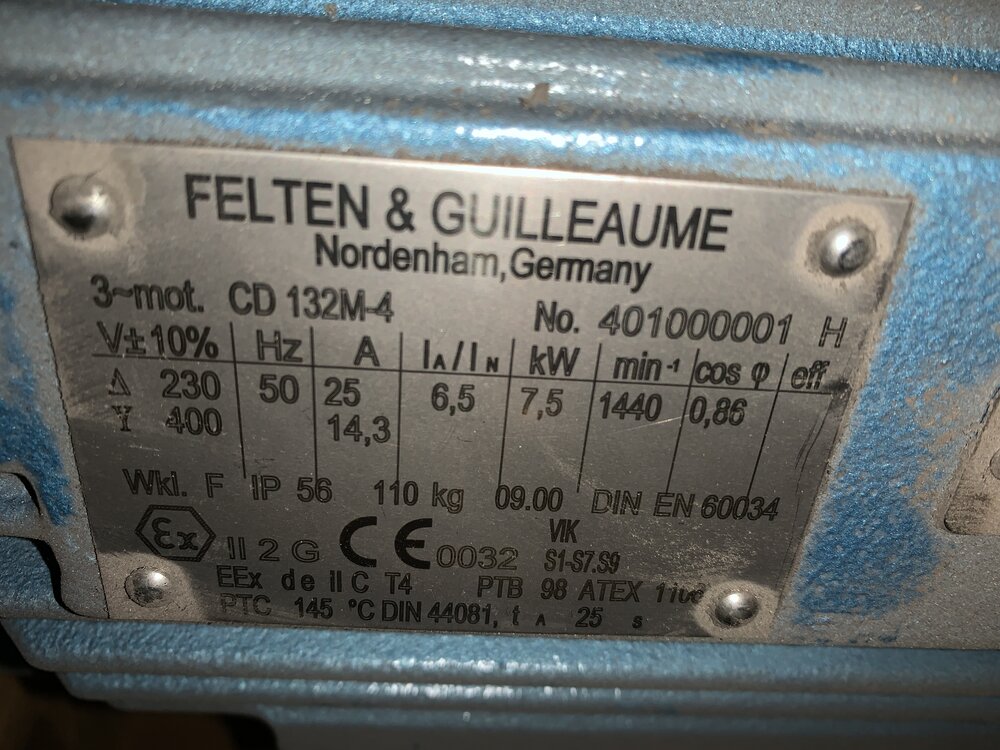 FELTEN & GUILLEAUME
Nordenham,Germany
3~mot. CD 132M-4 No. 401000001 H
V±10% Hz A IA/IN kW min-1 cos φ eff
Δ 230 50 25 6,5 7,5 1440 0,86
Y 400 14,3
Wkl. F IP 56 110 kg 09.00 DIN EN 60034
VIK
Ex II 2 G CE 0032 S1-S7.S9
EEx de II C T4 PTB 98 ATEX
PTC 145 °C DIN 44081, t A 25 s